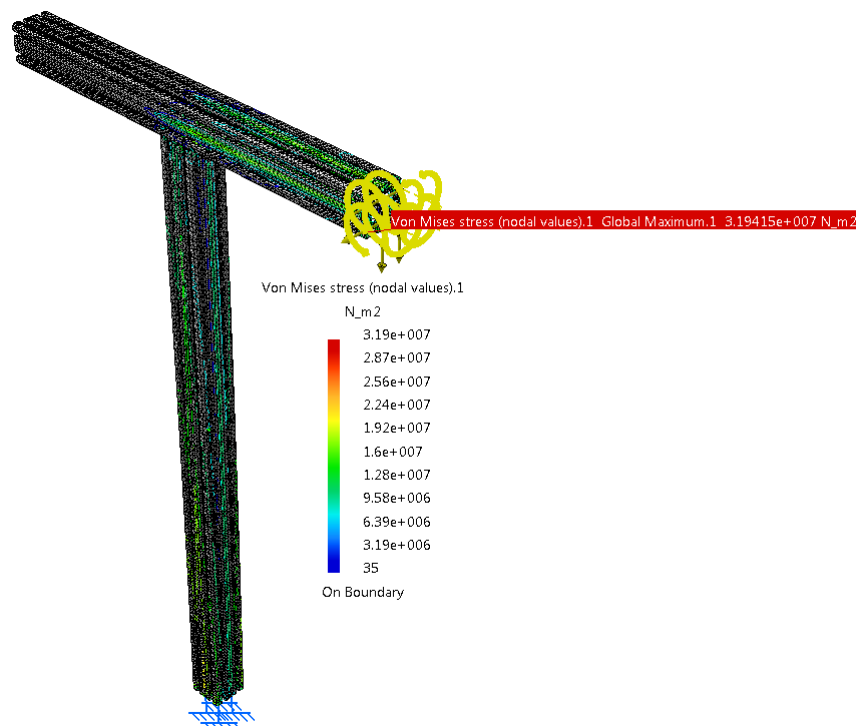 Von Mises stress (nodal values).1 Global Maximum.1 3.19415e+007 N_m2
Von Mises stress (nodal values).1
N_m2
3.19e+007
2.87e+007
2.56e+007
2.24e+007
1.92e+007
1.6e+007
1.28e+007
9.58e+006
6.39e+006
3.19e+006
35
On Boundary